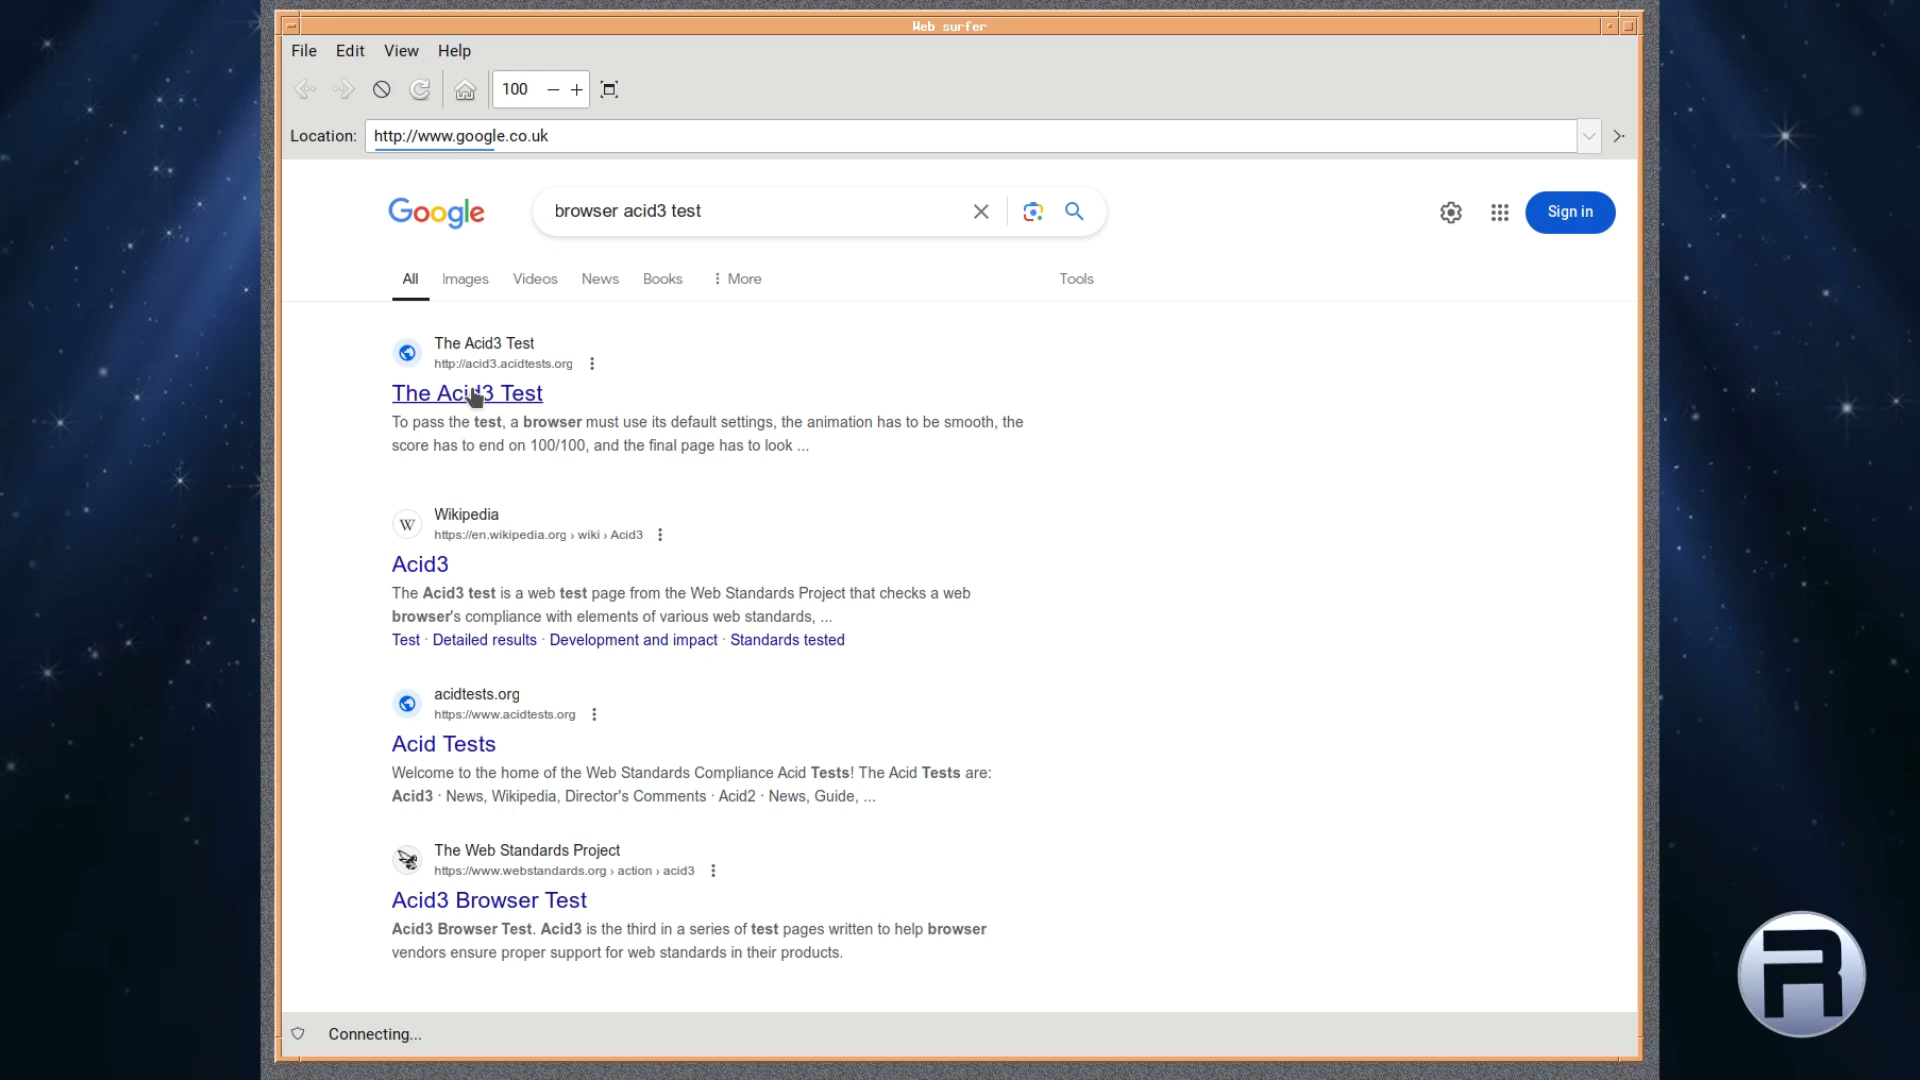 Web surfer
File Edit View Help
100
Location: http://www.google.co.uk
Google browser acid3 test Sign in
All Images Videos News Books More Tools
The Acid3 Test
http://acid3.acidtests.org
The Acid3 Test
To pass the test, a browser must use its default settings, the animation has to be smooth, the
score has to end on 100/100, and the final page has to look ...
W Wikipedia
https://en.wikipedia.org › wiki › Acid3
Acid3
The Acid3 test is a web test page from the Web Standards Project that checks a web
browser's compliance with elements of various web standards, ...
Test · Detailed results · Development and impact · Standards tested
acidtests.org
https://www.acidtests.org
Acid Tests
Welcome to the home of the Web Standards Compliance Acid Tests! The Acid Tests are:
Acid3 · News, Wikipedia, Director's Comments · Acid2 · News, Guide, ...
The Web Standards Project
https://www.webstandards.org › action › acid3
Acid3 Browser Test
Acid3 Browser Test. Acid3 is the third in a series of test pages written to help browser
vendors ensure proper support for web standards in their products.
Connecting...
R